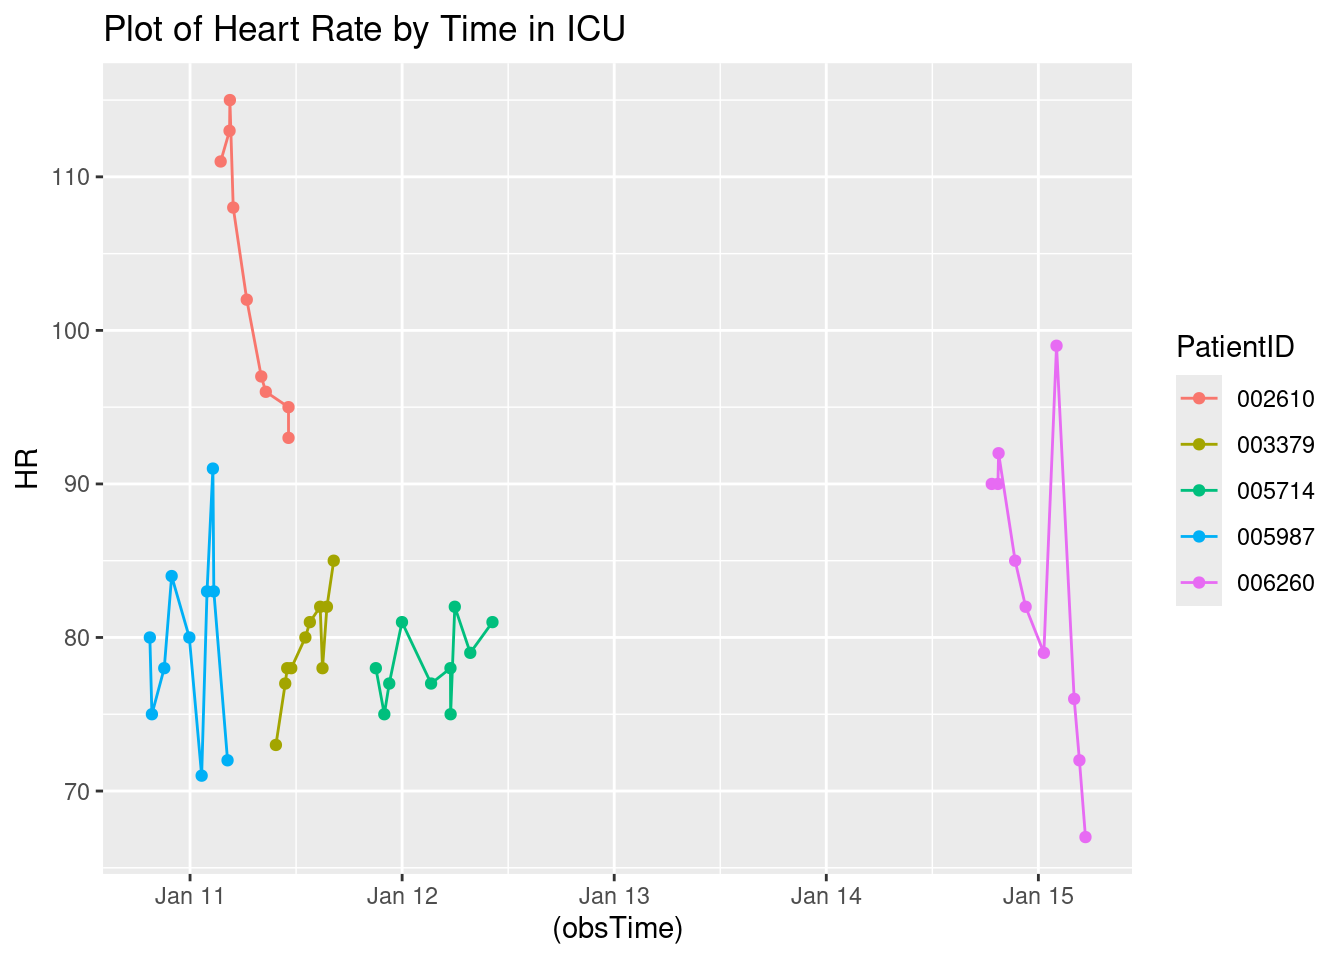 Plot of Heart Rate by Time in ICU
110
100
90
80
70
HR
Jan 11 Jan 12 Jan 13 Jan 14 Jan 15
(obsTime)
PatientID
002610
003379
005714
005987
006260